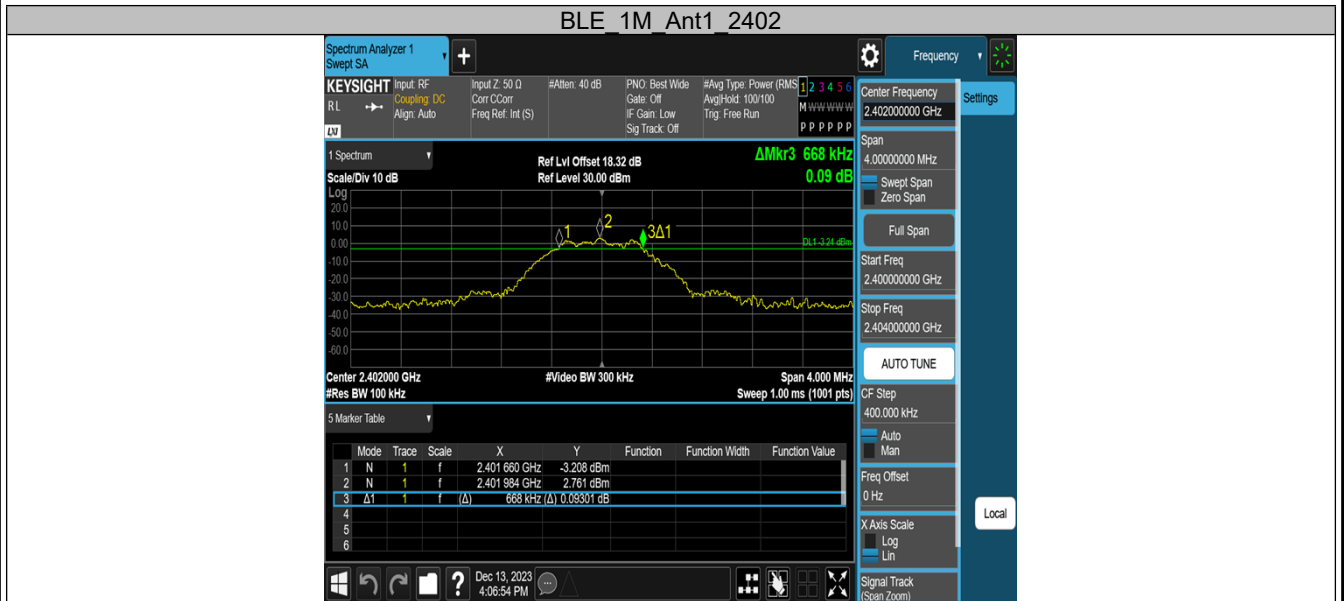 BLE_1M_Ant1_2402
Spectrum Analyzer 1
Swept SA
+
Frequency
KEYSIGHT
RL
LXI
Input: RF
Coupling: DC
Align: Auto
Input Z: 50 Ω
Corr CCorr
Freq Ref: Int (S)
#Atten: 40 dB
PNO: Best Wide
Gate: Off
IF Gain: Low
Sig Track: Off
#Avg Type: Power (RMS
Avg|Hold: 100/100
Trig: Free Run
1 2 3 4 5 6
M W W W W W
P P P P P P
1 Spectrum
Scale/Div 10 dB
Ref Lvl Offset 18.32 dB
Ref Level 30.00 dBm
ΔMkr3 668 kHz
0.09 dB
Log
20.0
10.0
0.00
-10.0
-20.0
-30.0
-40.0
-50.0
-60.0
1
2
3Δ1
DL1 -3.24 dBm
Center 2.402000 GHz
#Video BW 300 kHz
Span 4.000 MHz
#Res BW 100 kHz
Sweep 1.00 ms (1001 pts)
5 Marker Table
Mode Trace Scale X Y Function Function Width Function Value
1 N 1 f 2.401 660 GHz -3.208 dBm
2 N 1 f 2.401 984 GHz 2.761 dBm
3 Δ1 1 f (Δ) 668 kHz (Δ) 0.09301 dB
4
5
6
?
Dec 13, 2023
4:06:54 PM
Center Frequency
2.402000000 GHz
Span
4.00000000 MHz
Swept Span
Zero Span
Full Span
Start Freq
2.400000000 GHz
Stop Freq
2.404000000 GHz
AUTO TUNE
CF Step
400.000 kHz
Auto
Man
Freq Offset
0 Hz
X Axis Scale
Log
Lin
Signal Track
(Span Zoom)
Settings
Local